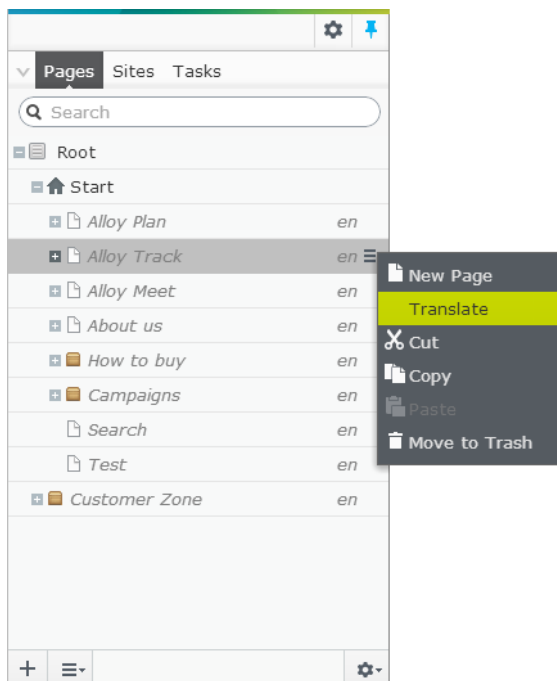 Pages Sites Tasks
Search
Root
Start
Alloy Plan en
Alloy Track en
Alloy Meet en
About us en
How to buy en
Campaigns en
Search en
Test en
Customer Zone en
New Page
Translate
Cut
Copy
Paste
Move to Trash